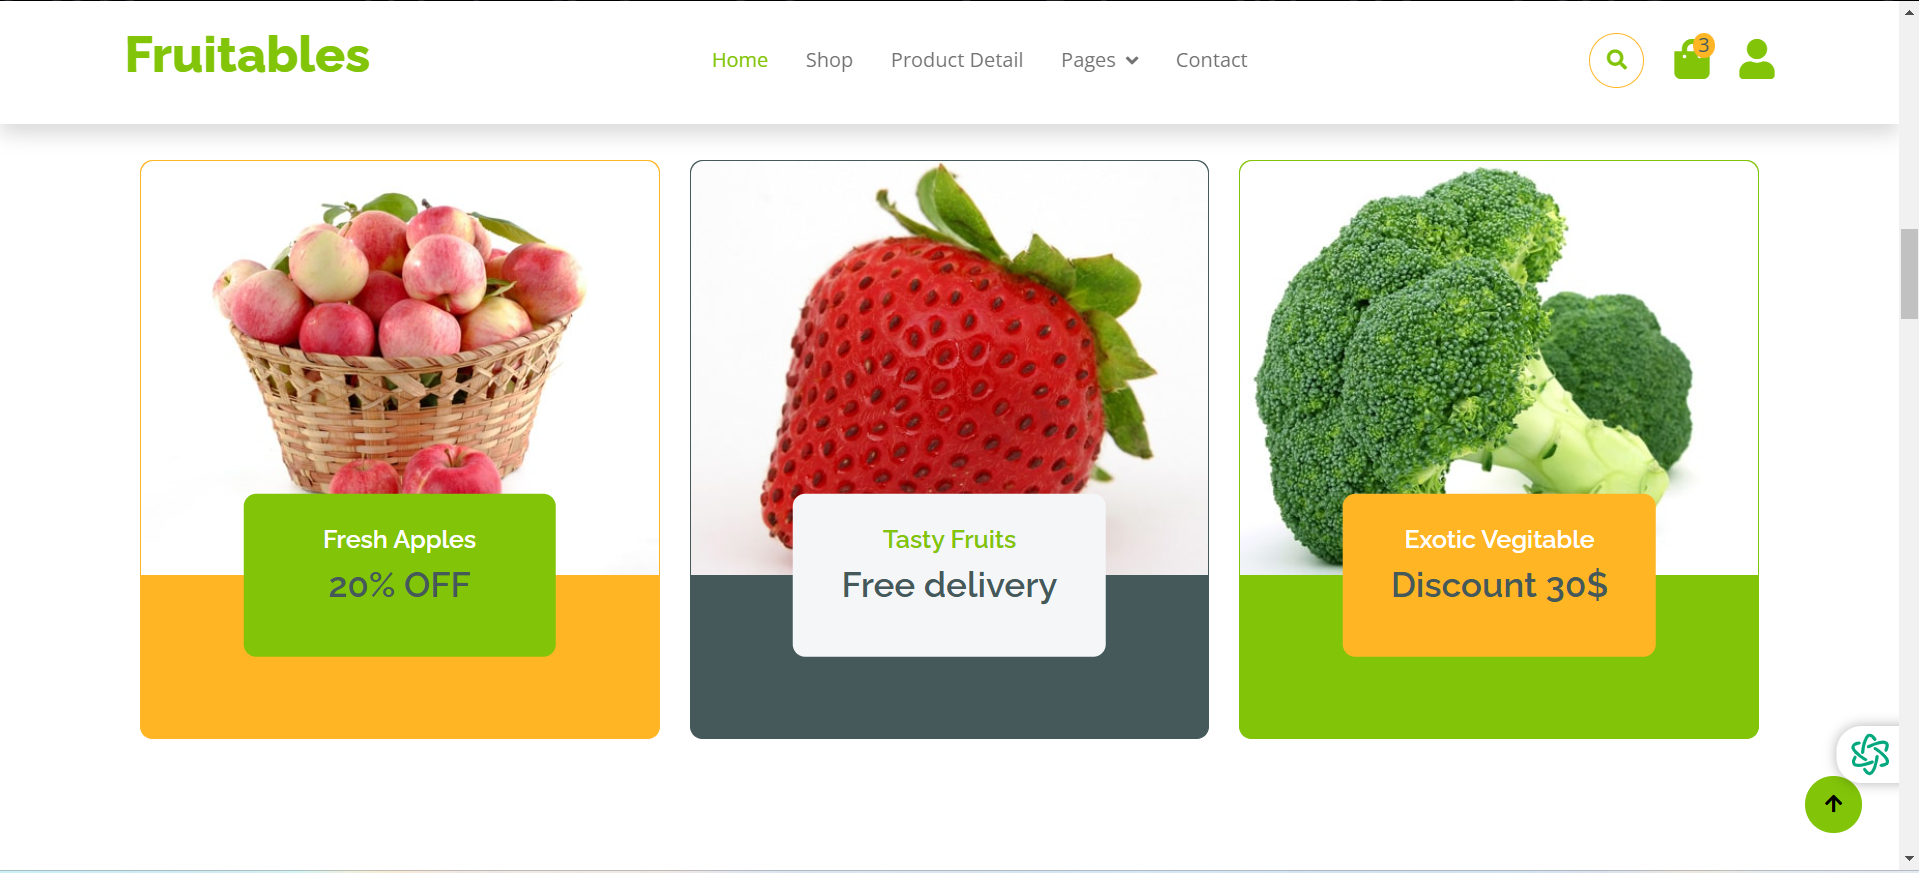 Fruitables
Home Shop Product Detail Pages Contact
3
Fresh Apples
20% OFF
Tasty Fruits
Free delivery
Exotic Vegitable
Discount 30$